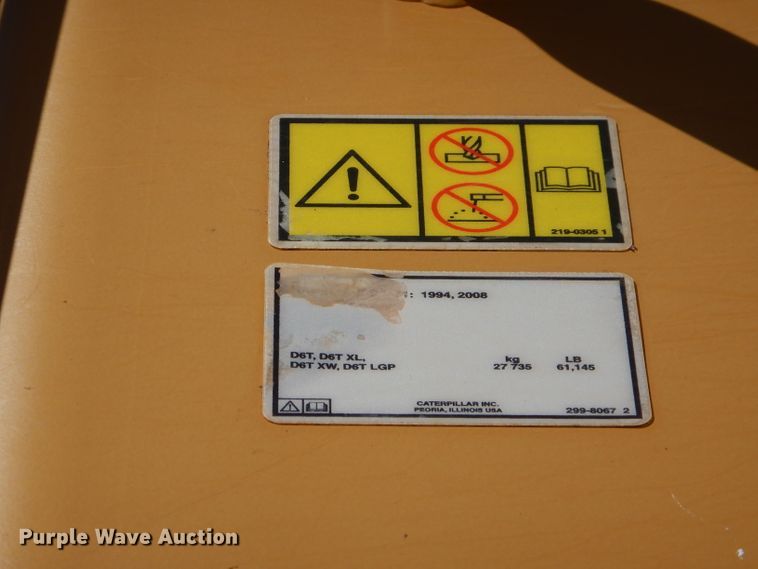 219-0305 1
: 1994, 2008
D6T, D6T XL,
D6T XW, D6T LGP
kg LB
27 735 61,145
CATERPILLAR INC.
PEORIA, ILLINOIS USA
299-8067 2
Purple Wave Auction